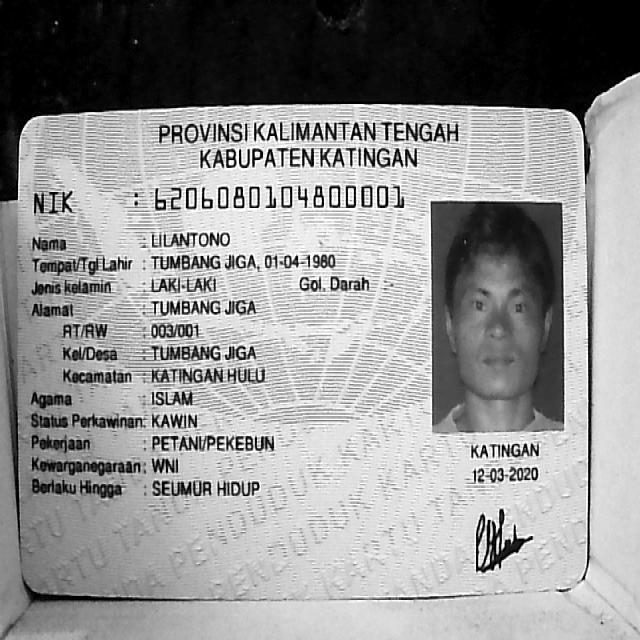 PROVINSI KALIMANTAN TENGAH
KABUPATEN KATINGAN
NIK : 6206080104800001
Nama : LILANTONO
Tempat/Tgl Lahir : TUMBANG JIGA, 01-04-1980
Jenis kelamin : LAKI-LAKI Gol. Darah : -
Alamat : TUMBANG JIGA
RT/RW : 003/001
Kel/Desa : TUMBANG JIGA
Kecamatan : KATINGAN HULU
Agama : ISLAM
Status Perkawinan: KAWIN
Pekerjaan : PETANI/PEKEBUN
Kewarganegaraan: WNI
Berlaku Hingga : SEUMUR HIDUP
KATINGAN
12-03-2020